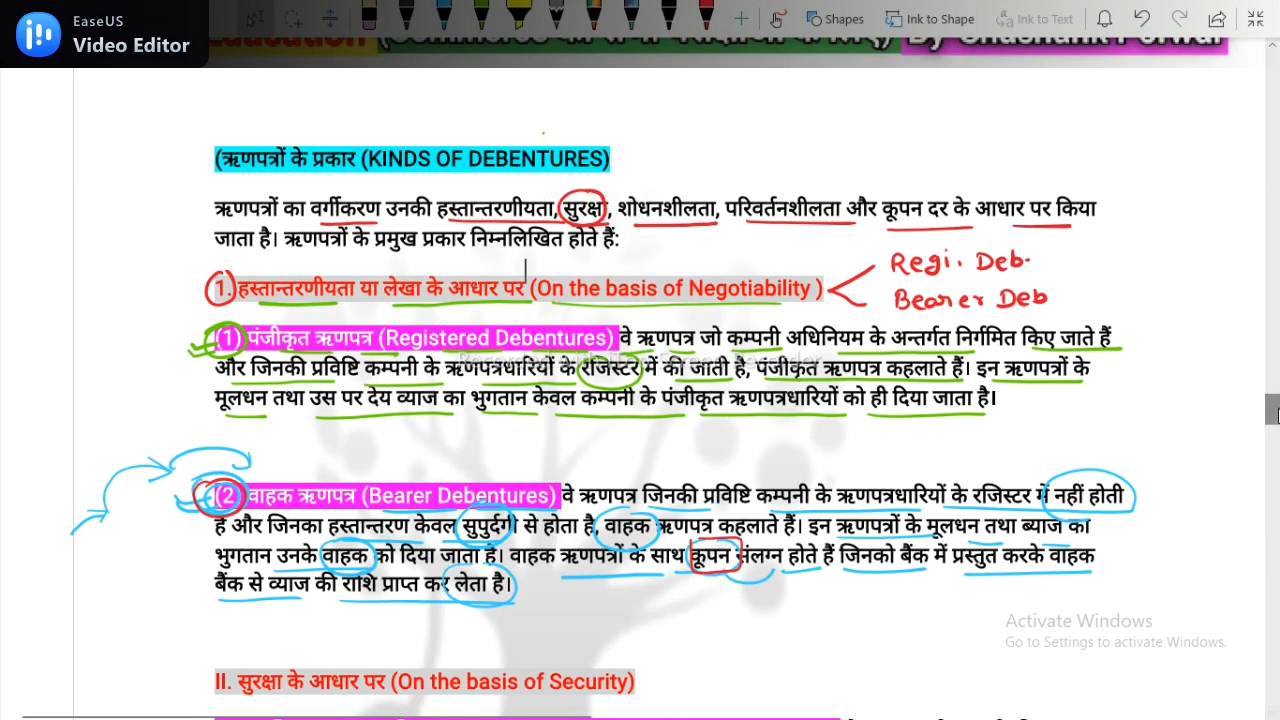 EaseUS
Video Editor
Shapes
Ink to Shape
Ink to Text
Education (Commerce By Shashank Porwal
(ऋणपत्रों के प्रकार (KINDS OF DEBENTURES)
ऋणपत्रों का वर्गीकरण उनकी हस्तान्तरणीयता, सुरक्षा, शोधनशीलता, परिवर्तनशीलता और कूपन दर के आधार पर किया
जाता है। ऋणपत्रों के प्रमुख प्रकार निम्नलिखित होते हैं:
Regi. Deb.
1. हस्तान्तरणीयता या लेखा के आधार पर (On the basis of Negotiability )
Bearer Deb
(1) पंजीकृत ऋणपत्र (Registered Debentures) वे ऋणपत्र जो कम्पनी अधिनियम के अन्तर्गत निर्गमित किए जाते हैं
और जिनकी प्रविष्टि कम्पनी के ऋणपत्रधारियों के रजिस्टर में की जाती है, पंजीकृत ऋणपत्र कहलाते हैं। इन ऋणपत्रों के
मूलधन तथा उस पर देय व्याज का भुगतान केवल कम्पनी के पंजीकृत ऋणपत्रधारियों को ही दिया जाता है।
(2 वाहक ऋणपत्र (Bearer Debentures) वे ऋणपत्र जिनकी प्रविष्टि कम्पनी के ऋणपत्रधारियों के रजिस्टर में नहीं होती
है और जिनका हस्तान्तरण केवल सुपुर्दगी से होता है, वाहक ऋणपत्र कहलाते हैं। इन ऋणपत्रों के मूलधन तथा ब्याज का
भुगतान उनके वाहक को दिया जाता है। वाहक ऋणपत्रों के साथ कूपन संलग्न होते हैं जिनको बैंक में प्रस्तुत करके वाहक
बैंक से व्याज की राशि प्राप्त कर लेता है।
Activate Windows
Go to Settings to activate Windows.
II. सुरक्षा के आधार पर (On the basis of Security)